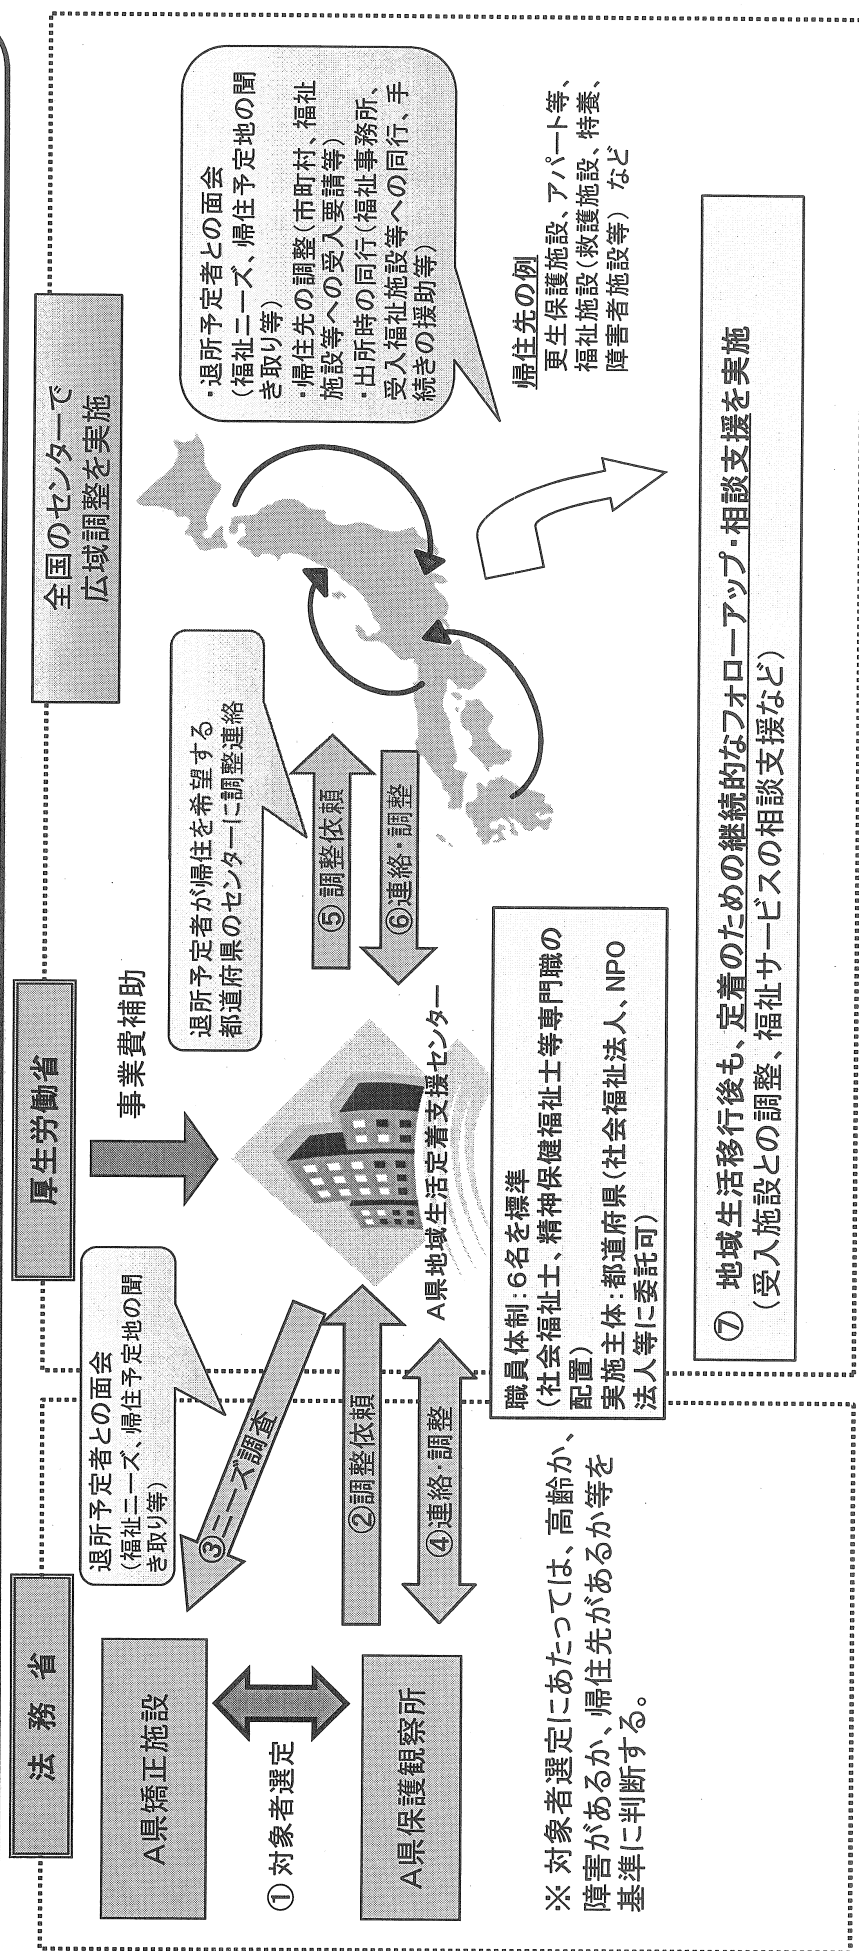 法務省
A県矯正施設
① 対象者選定
A県保護観察所
※ 対象者選定にあたっては、高齢か、
障害があるか、帰住先があるか等を
基準に判断する。
退所予定者との面会
(福祉ニーズ、帰住予定地の聞
き取り等)
③ニーズ調査
②調整依頼
④連絡・調整
厚生労働省
事業費補助
A県地域生活定着支援センター
職員体制:6名を標準
(社会福祉士、精神保健福祉士等専門職の
配置)
実施主体:都道府県(社会福祉法人、NPO
法人等に委託可)
退所予定者が帰住を希望する
都道府県のセンターに調整連絡
⑤調整依頼
⑥連絡・調整
全国のセンターで
広域調整を実施
・退所予定者との面会
(福祉ニーズ、帰住予定地の聞
き取り等)
・帰住先の調整(市町村、福祉
施設等への受入要請等)
・出所時の同行(福祉事務所、
受入福祉施設等への同行、手
続きの援助等)
帰住先の例
更生保護施設、アパート等、
福祉施設(救護施設、特養、
障害者施設等) など
⑦ 地域生活移行後も、定着のための継続的なフォローアップ・相談支援を実施
(受入施設との調整、福祉サービスの相談支援など)